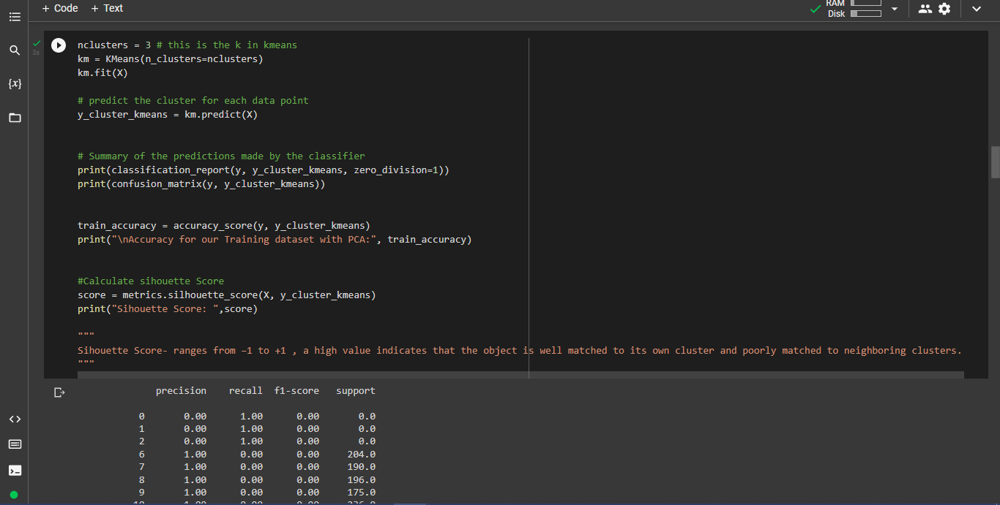 + Code + Text
RAM
Disk
{x}
3s
nclusters = 3 # this is the k in kmeans
km = KMeans(n_clusters=nclusters)
km.fit(X)
# predict the cluster for each data point
y_cluster_kmeans = km.predict(X)
# Summary of the predictions made by the classifier
print(classification_report(y, y_cluster_kmeans, zero_division=1))
print(confusion_matrix(y, y_cluster_kmeans))
train_accuracy = accuracy_score(y, y_cluster_kmeans)
print("\nAccuracy for our Training dataset with PCA:", train_accuracy)
#Calculate sihouette Score
score = metrics.silhouette_score(X, y_cluster_kmeans)
print("Sihouette Score: ",score)
"""
Sihouette Score- ranges from −1 to +1 , a high value indicates that the object is well matched to its own cluster and poorly matched to neighboring clusters.
"""
precision recall f1-score support
0 0.00 1.00 0.00 0.0
1 0.00 1.00 0.00 0.0
2 0.00 1.00 0.00 0.0
6 1.00 0.00 0.00 204.0
7 1.00 0.00 0.00 190.0
8 1.00 0.00 0.00 196.0
9 1.00 0.00 0.00 175.0